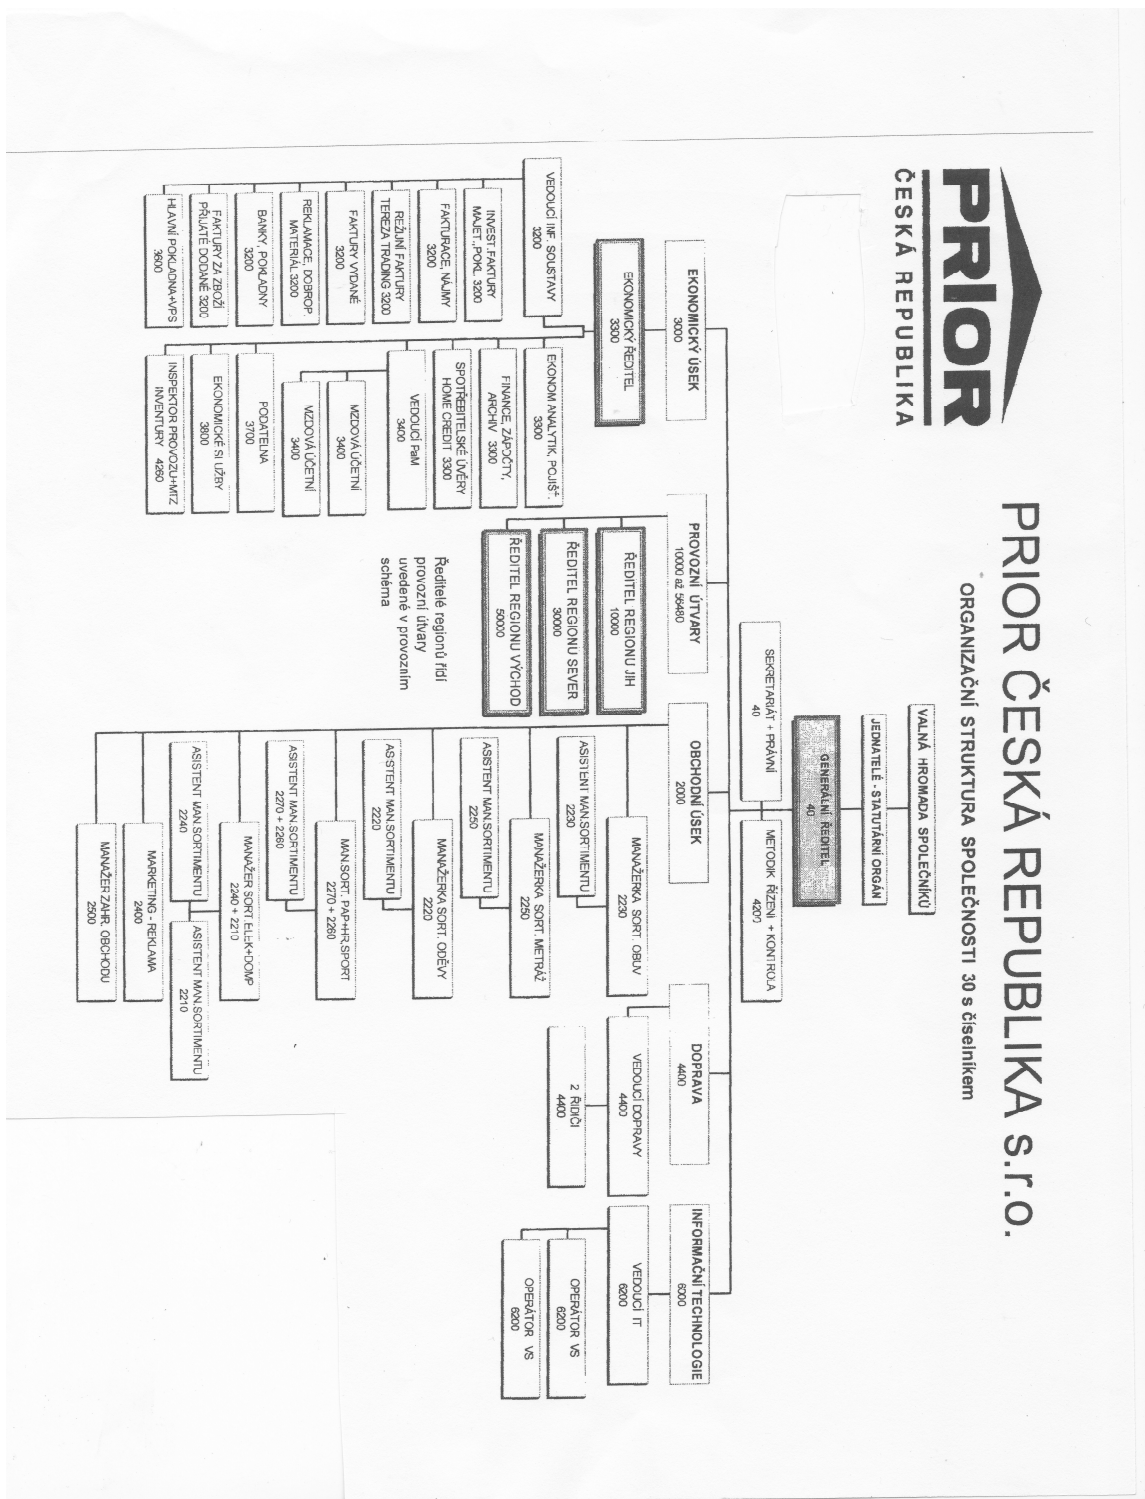 PRIOR
ČESKÁ REPUBLIKA
PRIOR ČESKÁ REPUBLIKA s.r.o.
ORGANIZAČNÍ STRUKTURA SPOLEČNOSTI 30 s číselníkem
VALNÁ HROMADA SPOLEČNÍKŮ
JEDNATELÉ - STATUTÁRNÍ ORGÁN
GENERÁLNÍ ŘEDITEL
40
SEKRETARIÁT + PRÁVNÍ
40
METODIK ŘÍZENÍ + KONTROLA
4200
EKONOMICKÝ ÚSEK
3000
EKONOMICKÝ ŘEDITEL
3300
VEDOUCÍ INF. SOUSTAVY
3200
INVEST.FAKTURY
MAJET.,POKL 3200
FAKTURACE, NÁJMY
3200
REŽIJNÍ FAKTURY
TEREZA TRADING 3200
FAKTURY VYDANÉ
3200
REKLAMACE, DOBROP.
MATERIÁL 3200
BANKY, POKLADNY
3200
FAKTURY ZA ZBOŽÍ
PŘIJATÉ DODANÉ 3200
HLAVNÍ POKLADNA+VPS
3600
EKONOM ANALYTIK, POJIŠŤ.
3300
FINANCE, ZÁPOČTY,
ARCHIV 3300
SPOTŘEBITELSKÉ ÚVĚRY
HOME CREDIT 3300
VEDOUCÍ PaM
3400
MZDOVÁ ÚČETNÍ
3400
MZDOVÁ ÚČETNÍ
3400
PODATELNA
3700
EKONOMICKÉ SLUŽBY
3800
INSPEKTOR PROVOZU+MTZ
INVENTURY 4260
PROVOZNÍ ÚTVARY
10000 až 56480
ŘEDITEL REGIONU JIH
10000
ŘEDITEL REGIONU SEVER
30000
ŘEDITEL REGIONU VÝCHOD
50000
Ředitelé regionů řídí
provozní útvary
uvedené v provozním
schéma
OBCHODNÍ ÚSEK
2000
MANAŽERKA SORT. OBUV
2230
ASISTENT MAN.SORTIMENTU
2230
MANAŽERKA SORT. METRÁŽ
2250
ASISTENT MAN.SORTIMENTU
2250
MANAŽERKA SORT. ODĚVY
2220
ASISTENT MAN.SORTIMENTU
2220
MAN.SORT. PAP+HR,SPORT
2270 + 2260
ASISTENT MAN.SORTIMENTU
2270 + 2260
MANAŽER SORT.ELEK+DOMP
2240 + 2210
ASISTENT MAN.SORTIMENTU
2240
ASISTENT MAN.SORTIMENTU
2210
MARKETING - REKLAMA
2400
MANAŽER ZAHR. OBCHODU
2500
DOPRAVA
4400
VEDOUCÍ DOPRAVY
4400
2 ŘIDIČI
4400
INFORMAČNÍ TECHNOLOGIE
6000
VEDOUCÍ IT
6200
OPERÁTOR VS
6200
OPERÁTOR VS
6200